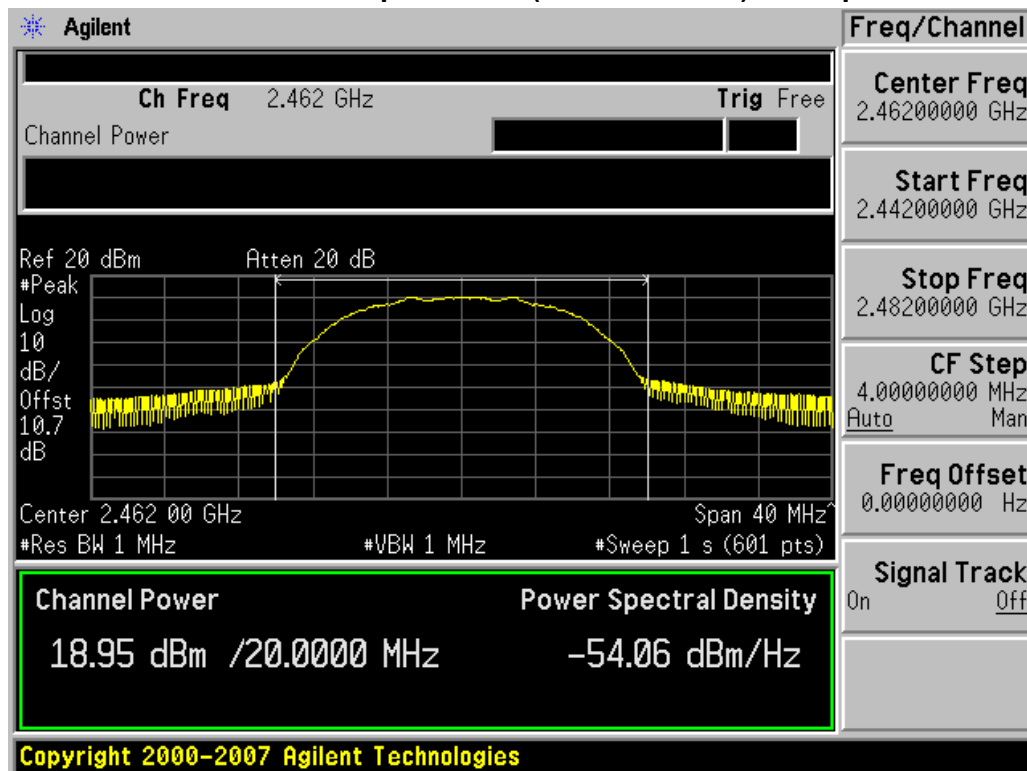 Agilent
Freq/Channel
Ch Freq 2.462 GHz Trig Free
Channel Power
Center Freq
2.46200000 GHz
Start Freq
2.44200000 GHz
Stop Freq
2.48200000 GHz
CF Step
4.00000000 MHz
Auto Man
Freq Offset
0.00000000 Hz
Signal Track
On Off
Ref 20 dBm Atten 20 dB
#Peak
Log
10
dB/
Offst
10.7
dB
Center 2.462 00 GHz Span 40 MHz^
#Res BW 1 MHz #VBW 1 MHz #Sweep 1 s (601 pts)
Channel Power Power Spectral Density
18.95 dBm /20.0000 MHz -54.06 dBm/Hz
Copyright 2000-2007 Agilent Technologies